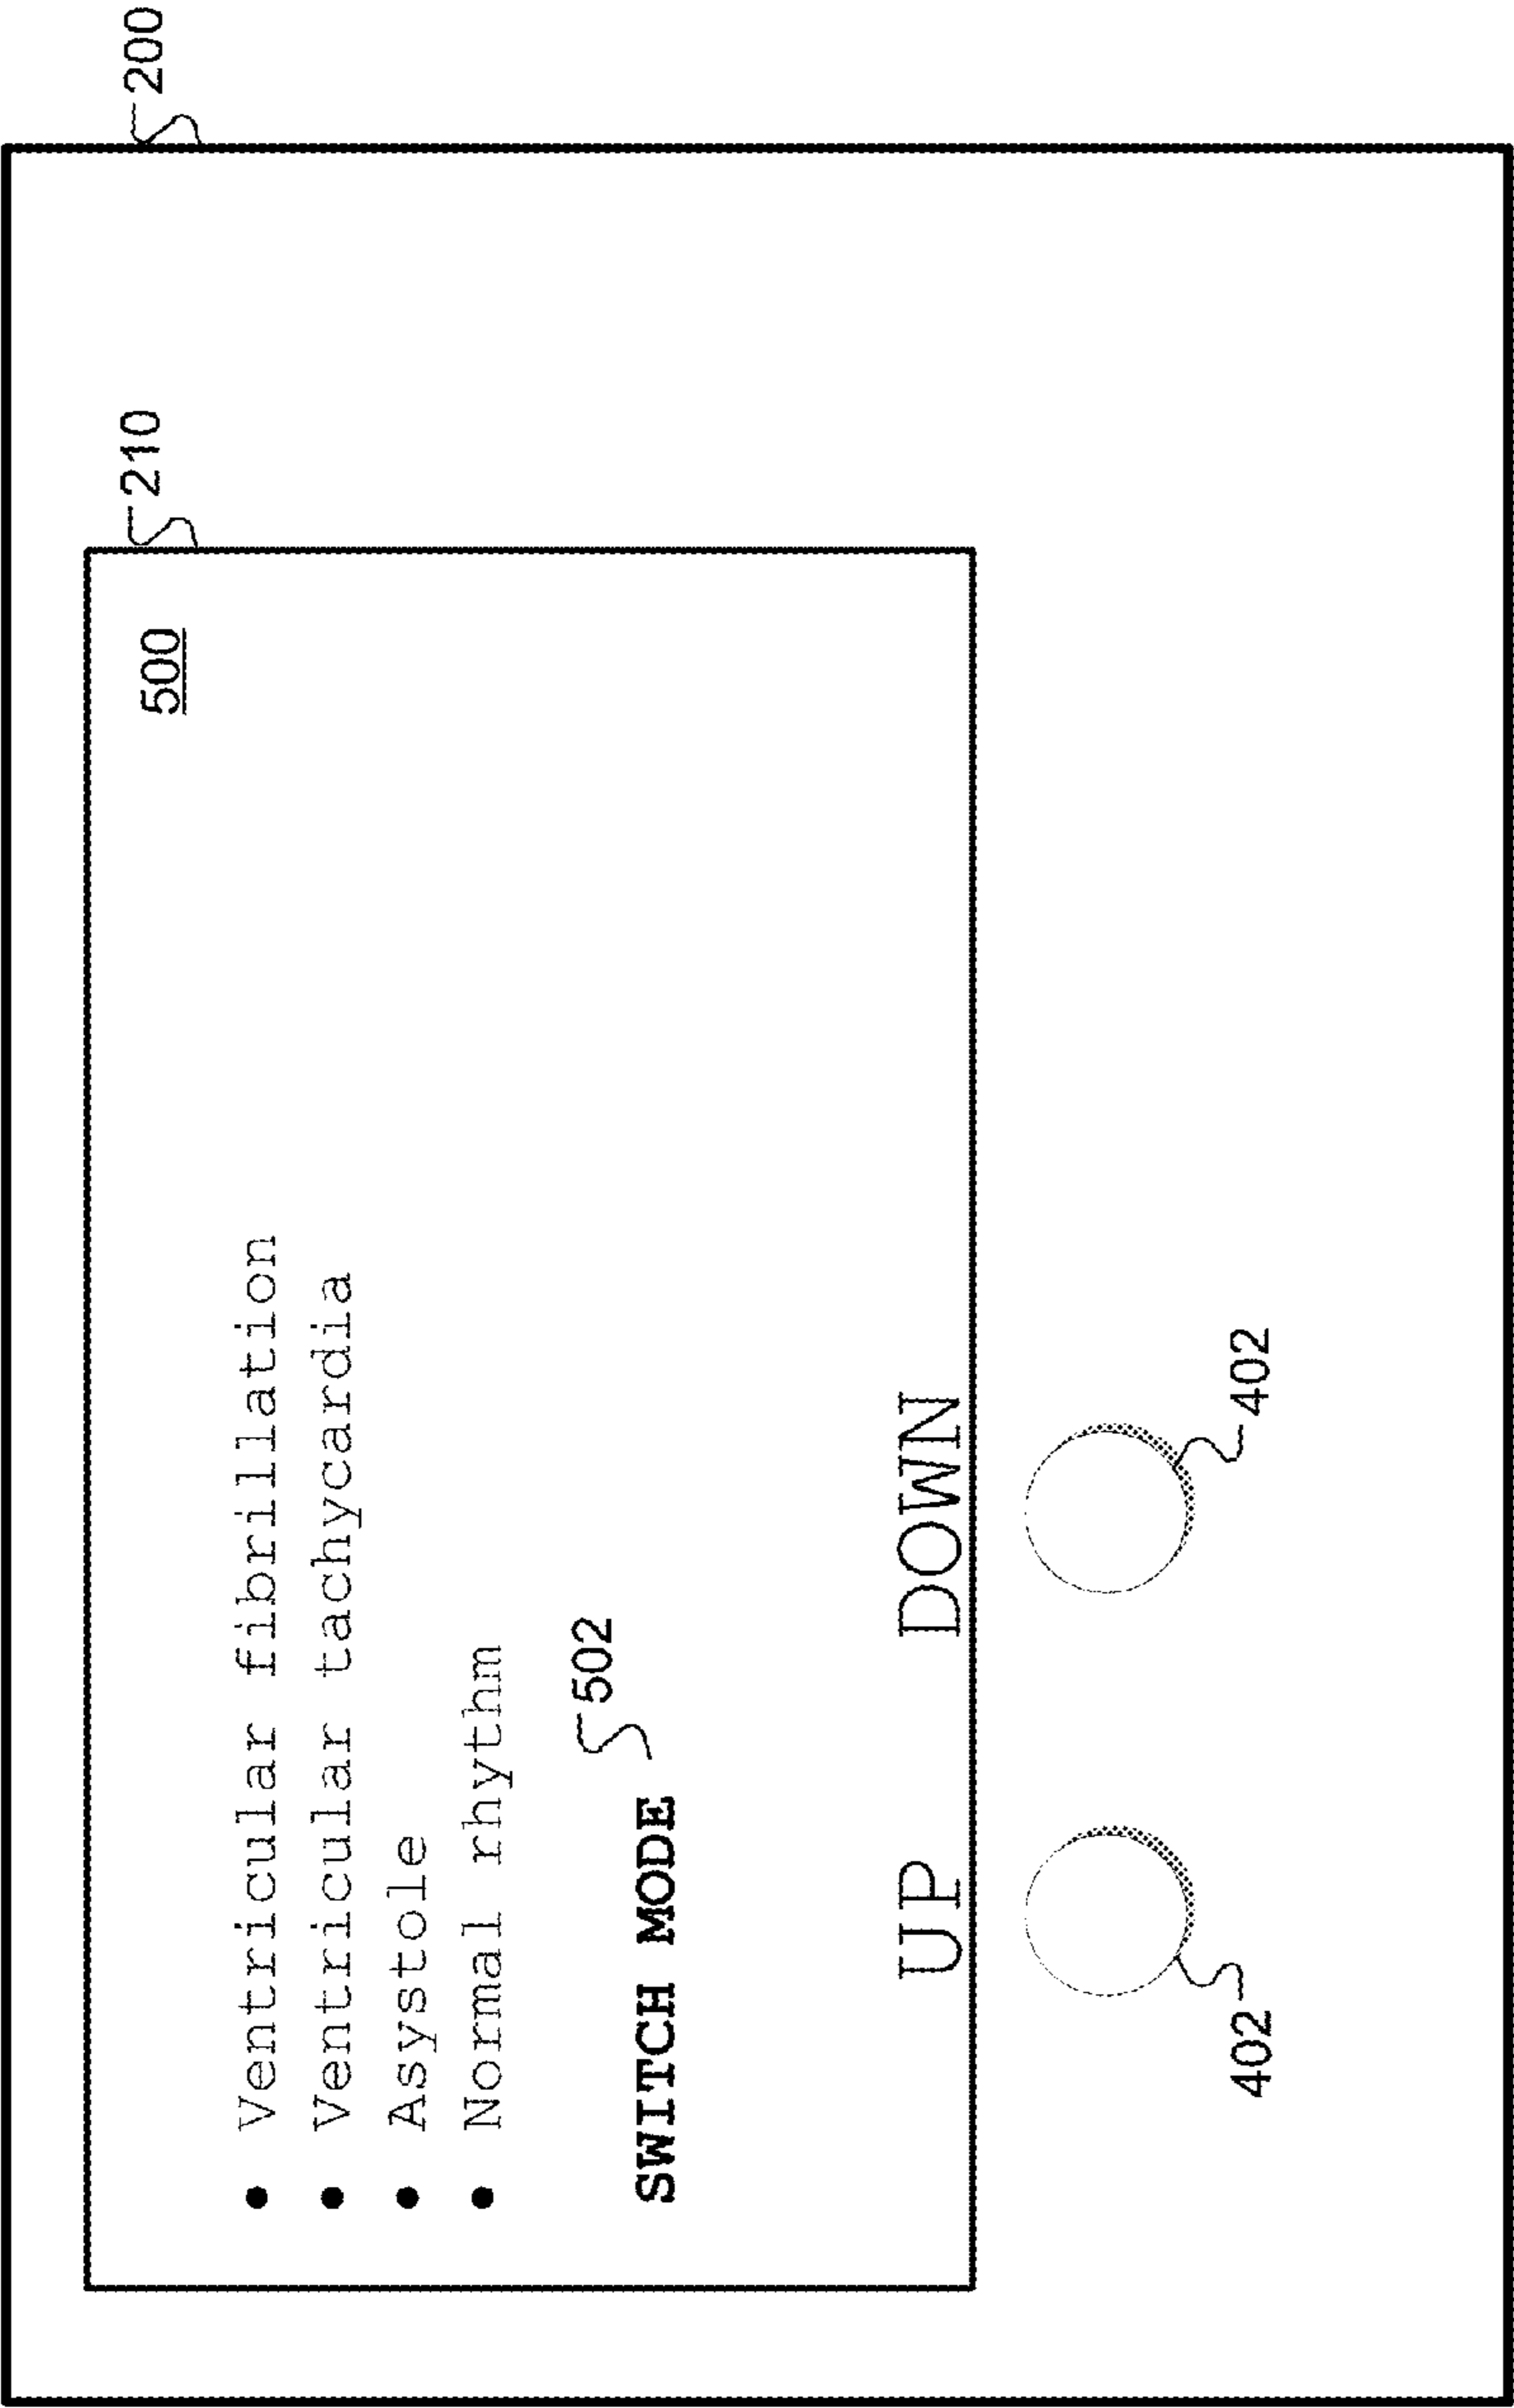 200
210
500
• Ventricular fibrillation
• Ventricular tachycardia
• Asystole
• Normal rhythm
502
SWITCH MODE
UP DOWN
402
402